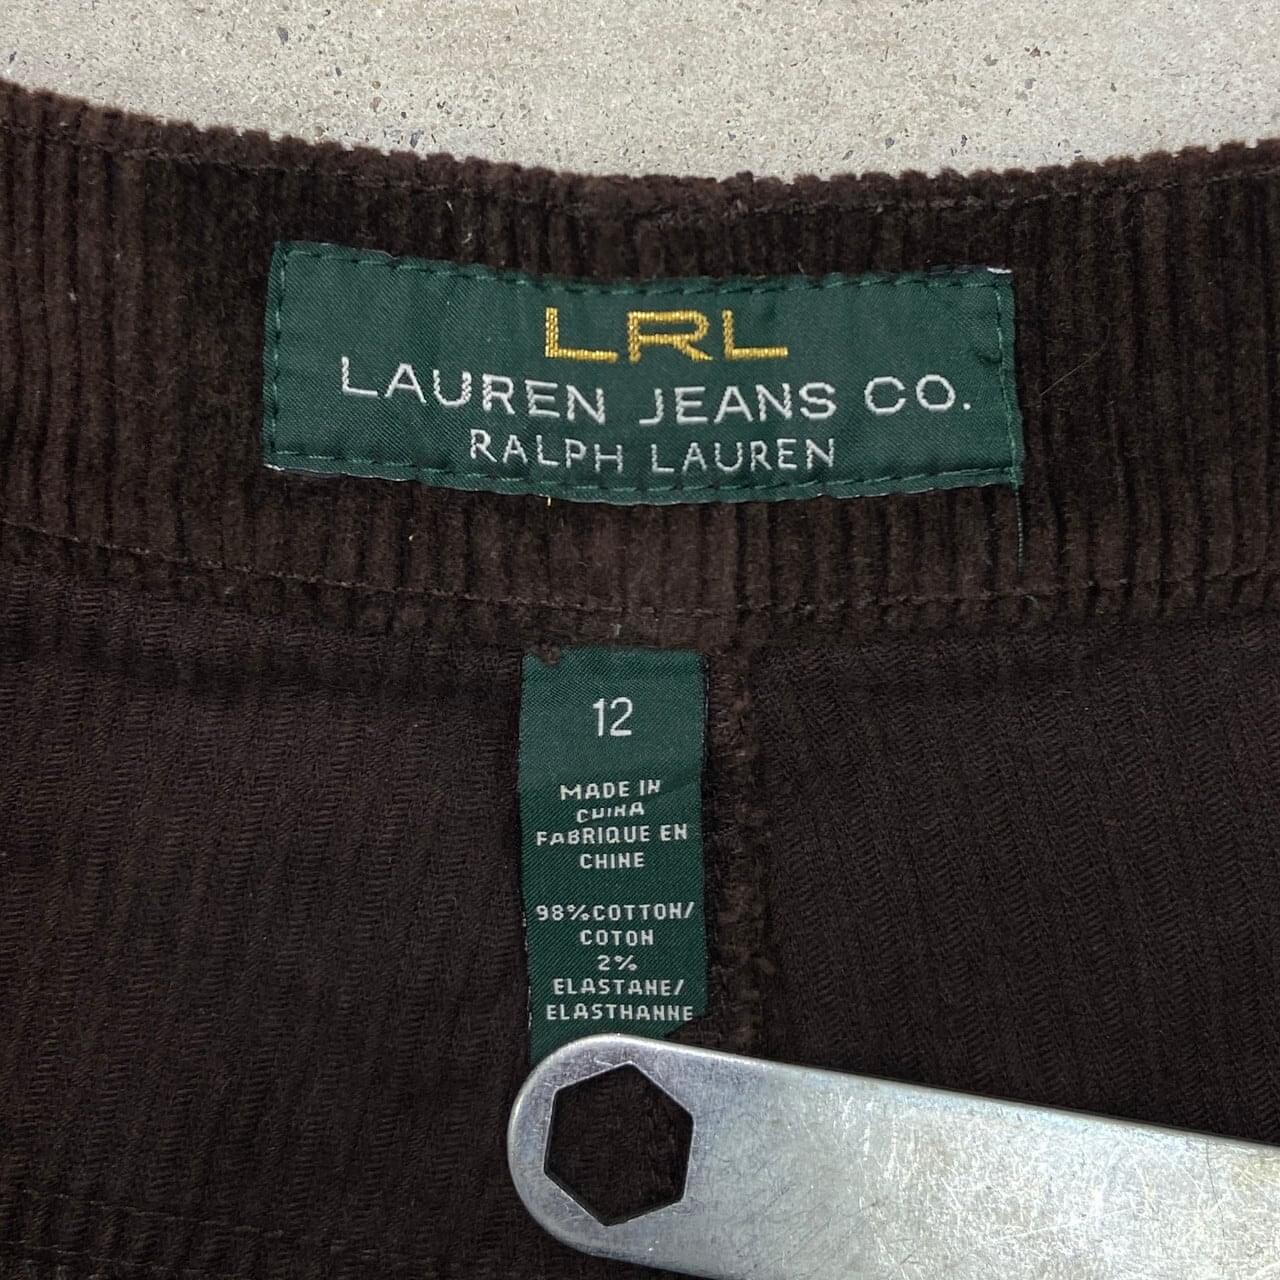 LRL
LAUREN JEANS CO.
RALPH LAUREN
12
MADE IN
CHINA
FABRIQUE EN
CHINE
98%COTTON/
COTON
2%
ELASTANE/
ELASTHANNE